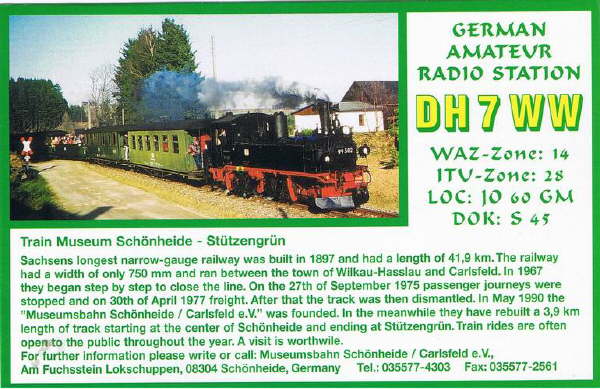 GERMAN
AMATEUR
RADIO STATION
DH7WW
WAZ-Zone: 14
ITU-Zone: 28
LOC: JO 60 GM
DOK: S 45
Train Museum Schönheide - Stützengrün
Sachsens longest narrow-gauge railway was built in 1897 and had a length of 41,9 km. The railway
had a width of only 750 mm and ran between the town of Wilkau-Hasslau and Carlsfeld. In 1967
they began step by step to close the line. On the 27th of September 1975 passenger journeys were
stopped and on 30th of April 1977 freight. After that the track was then dismantled. In May 1990 the
"Museumsbahn Schönheide / Carlsfeld e.V." was founded. In the meanwhile they have rebuilt a 3,9 km
length of track starting at the center of Schönheide and ending at Stützengrün. Train rides are often
open to the public throughout the year. A visit is worthwile.
For further information please write or call: Museumsbahn Schönheide / Carlsfeld e.V.,
Am Fuchsstein Lokschuppen, 08304 Schönheide, Germany Tel.: 035577-4303 Fax: 035577-2561